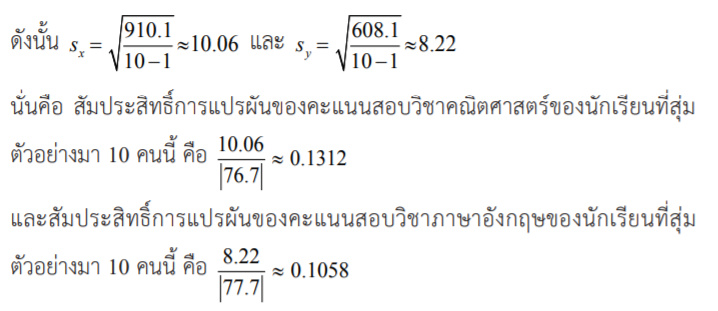 ดังนั้น $s_x = \sqrt{\frac{910.1}{10-1}} \approx 10.06$ และ $s_y = \sqrt{\frac{608.1}{10-1}} \approx 8.22$
นั่นคือ สัมประสิทธิ์การแปรผันของคะแนนสอบวิชาคณิตศาสตร์ของนักเรียนที่สุ่ม
ตัวอย่างมา 10 คนนี้ คือ $\frac{10.06}{|76.7|} \approx 0.1312$
และสัมประสิทธิ์การแปรผันของคะแนนสอบวิชาภาษาอังกฤษของนักเรียนที่สุ่ม
ตัวอย่างมา 10 คนนี้ คือ $\frac{8.22}{|77.7|} \approx 0.1058$